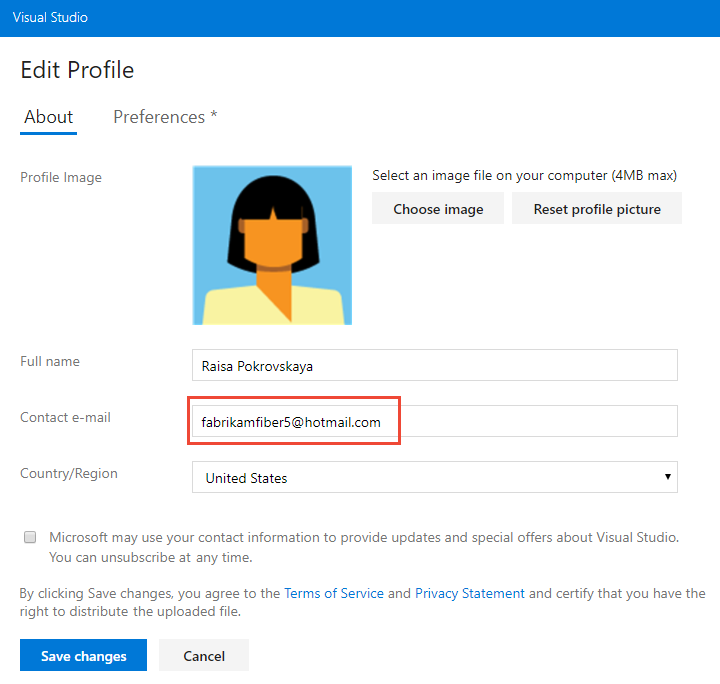 Visual Studio
Edit Profile
About Preferences *
Profile Image
Select an image file on your computer (4MB max)
Choose image Reset profile picture
Full name Raisa Pokrovskaya
Contact e-mail fabrikamfiber5@hotmail.com
Country/Region United States
Microsoft may use your contact information to provide updates and special offers about Visual Studio.
You can unsubscribe at any time.
By clicking Save changes, you agree to the Terms of Service and Privacy Statement and certify that you have the
right to distribute the uploaded file.
Save changes Cancel